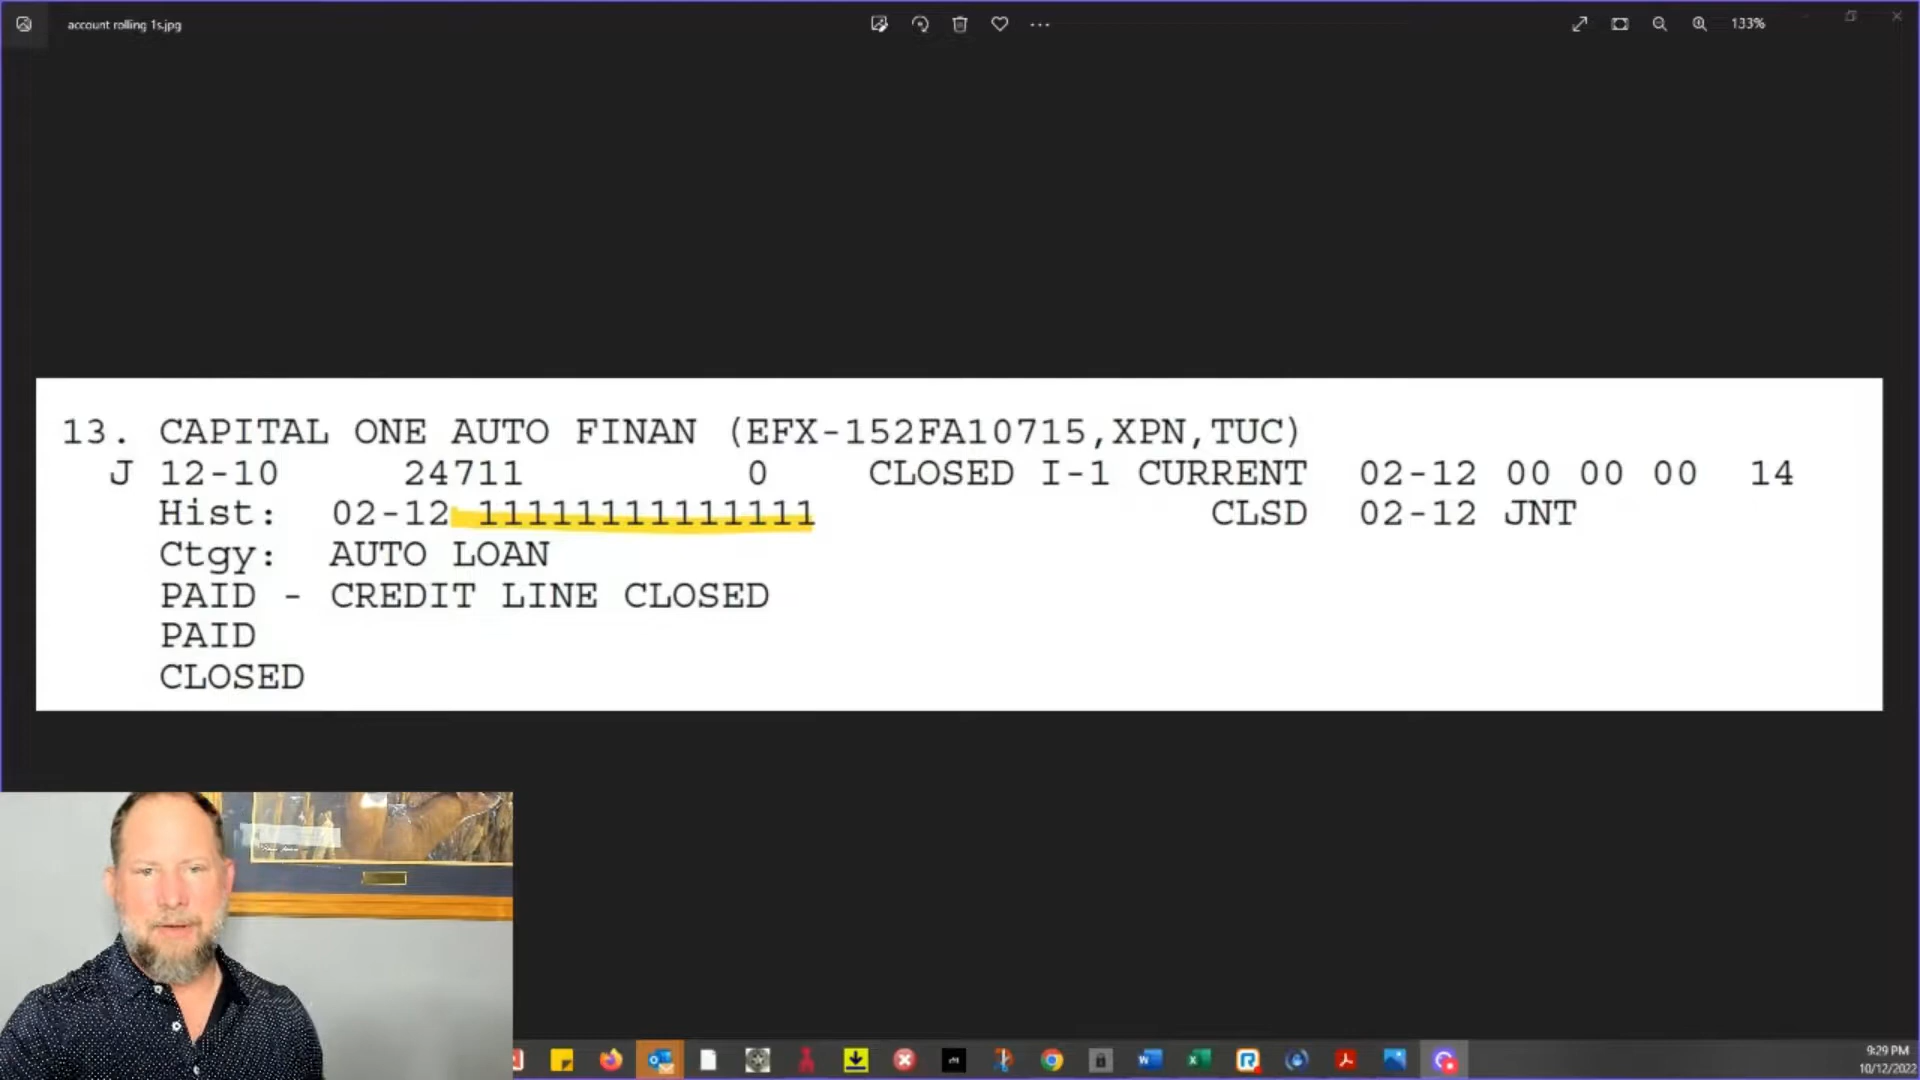 account rolling 1s.jpg
133%
13. CAPITAL ONE AUTO FINAN (EFX-152FA10715,XPN,TUC)
J 12-10 24711 0 CLOSED I-1 CURRENT 02-12 00 00 00 14
Hist: 02-12 11111111111111 CLSD 02-12 JNT
Ctgy: AUTO LOAN
PAID - CREDIT LINE CLOSED
PAID
CLOSED
9:29 PM
10/12/2022